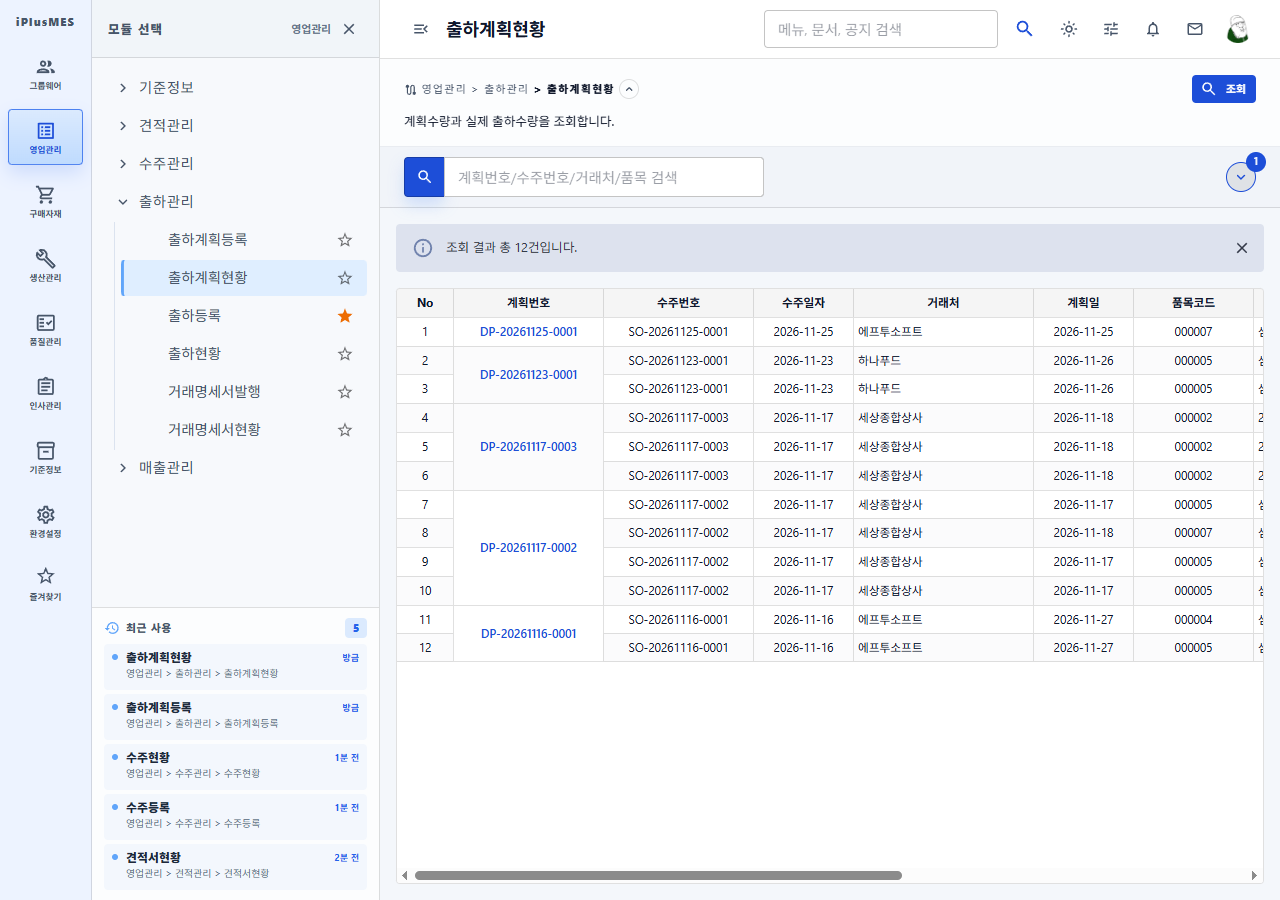 iPlusMES
그룹웨어
영업관리
구매자재
생산관리
품질관리
인사관리
기준정보
환경설정
즐겨찾기
모듈 선택
영업관리
기준정보
견적관리
수주관리
출하관리
출하계획등록
출하계획현황
출하등록
출하현황
거래명세서발행
거래명세서현황
매출관리
최근 사용 5
출하계획현황 방금
영업관리 > 출하관리 > 출하계획현황
출하계획등록 방금
영업관리 > 출하관리 > 출하계획등록
수주현황 1분 전
영업관리 > 수주관리 > 수주현황
수주등록 1분 전
영업관리 > 수주관리 > 수주등록
견적서현황 2분 전
영업관리 > 견적관리 > 견적서현황
출하계획현황
메뉴, 문서, 공지 검색
영업관리 > 출하관리 > 출하계획현황
조회
계획수량과 실제 출하수량을 조회합니다.
계획번호/수주번호/거래처/품목 검색
1
조회 결과 총 12건입니다.
No 계획번호 수주번호 수주일자 거래처 계획일 품목코드
1 DP-20261125-0001 SO-20261125-0001 2026-11-25 에프투소프트 2026-11-25 000007
2 DP-20261123-0001 SO-20261123-0001 2026-11-23 하나푸드 2026-11-26 000005
3 SO-20261123-0001 2026-11-23 하나푸드 2026-11-26 000005
4 DP-20261117-0003 SO-20261117-0003 2026-11-17 세상종합상사 2026-11-18 000002
5 SO-20261117-0003 2026-11-17 세상종합상사 2026-11-18 000002
6 SO-20261117-0003 2026-11-17 세상종합상사 2026-11-18 000002
7 DP-20261117-0002 SO-20261117-0002 2026-11-17 세상종합상사 2026-11-17 000005
8 SO-20261117-0002 2026-11-17 세상종합상사 2026-11-18 000007
9 SO-20261117-0002 2026-11-17 세상종합상사 2026-11-17 000005
10 SO-20261117-0002 2026-11-17 세상종합상사 2026-11-17 000005
11 DP-20261116-0001 SO-20261116-0001 2026-11-16 에프투소프트 2026-11-27 000004
12 SO-20261116-0001 2026-11-16 에프투소프트 2026-11-27 000005